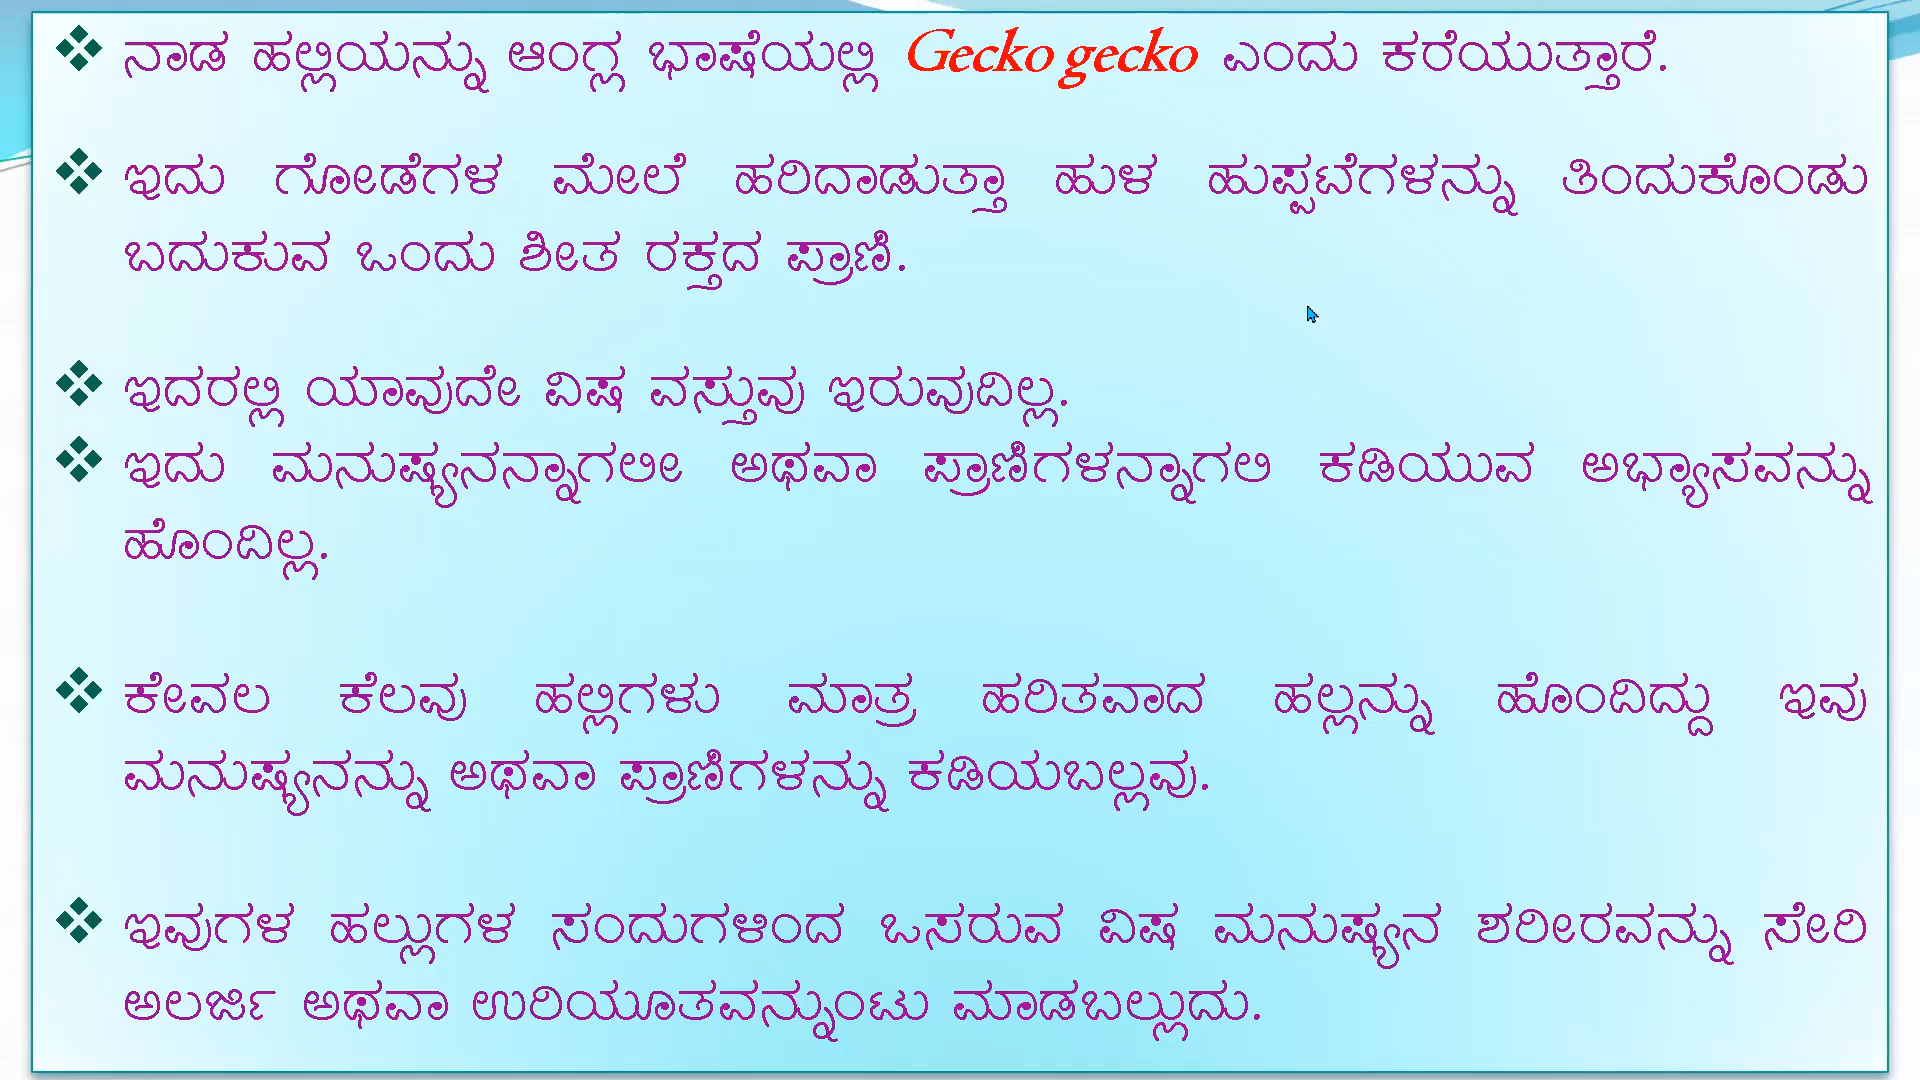 ನಾಡ ಹಲ್ಲಿಯನ್ನು ಆಂಗ್ಲ ಭಾಷೆಯಲ್ಲಿ Gecko gecko ಎಂದು ಕರೆಯುತ್ತಾರೆ.
ಇದು ಗೋಡೆಗಳ ಮೇಲೆ ಹರಿದಾಡುತ್ತಾ ಹುಳ ಹುಪ್ಪಟೆಗಳನ್ನು ತಿಂದುಕೊಂಡು
ಬದುಕುವ ಒಂದು ಶೀತ ರಕ್ತದ ಪ್ರಾಣಿ.
ಇದರಲ್ಲಿ ಯಾವುದೇ ವಿಷ ವಸ್ತುವು ಇರುವುದಿಲ್ಲ.
ಇದು ಮನುಷ್ಯನನ್ನಾಗಲೀ ಅಥವಾ ಪ್ರಾಣಿಗಳನ್ನಾಗಲಿ ಕಡಿಯುವ ಅಭ್ಯಾಸವನ್ನು
ಹೊಂದಿಲ್ಲ.
ಕೇವಲ ಕೆಲವು ಹಲ್ಲಿಗಳು ಮಾತ್ರ ಹರಿತವಾದ ಹಲ್ಲನ್ನು ಹೊಂದಿದ್ದು ಇವು
ಮನುಷ್ಯನನ್ನು ಅಥವಾ ಪ್ರಾಣಿಗಳನ್ನು ಕಡಿಯಬಲ್ಲವು.
ಇವುಗಳ ಹಲ್ಲುಗಳ ಸಂದುಗಳಿಂದ ಒಸರುವ ವಿಷ ಮನುಷ್ಯನ ಶರೀರವನ್ನು ಸೇರಿ
ಅಲರ್ಜಿ ಅಥವಾ ಉರಿಯೂತವನ್ನುಂಟು ಮಾಡಬಲ್ಲುದು.